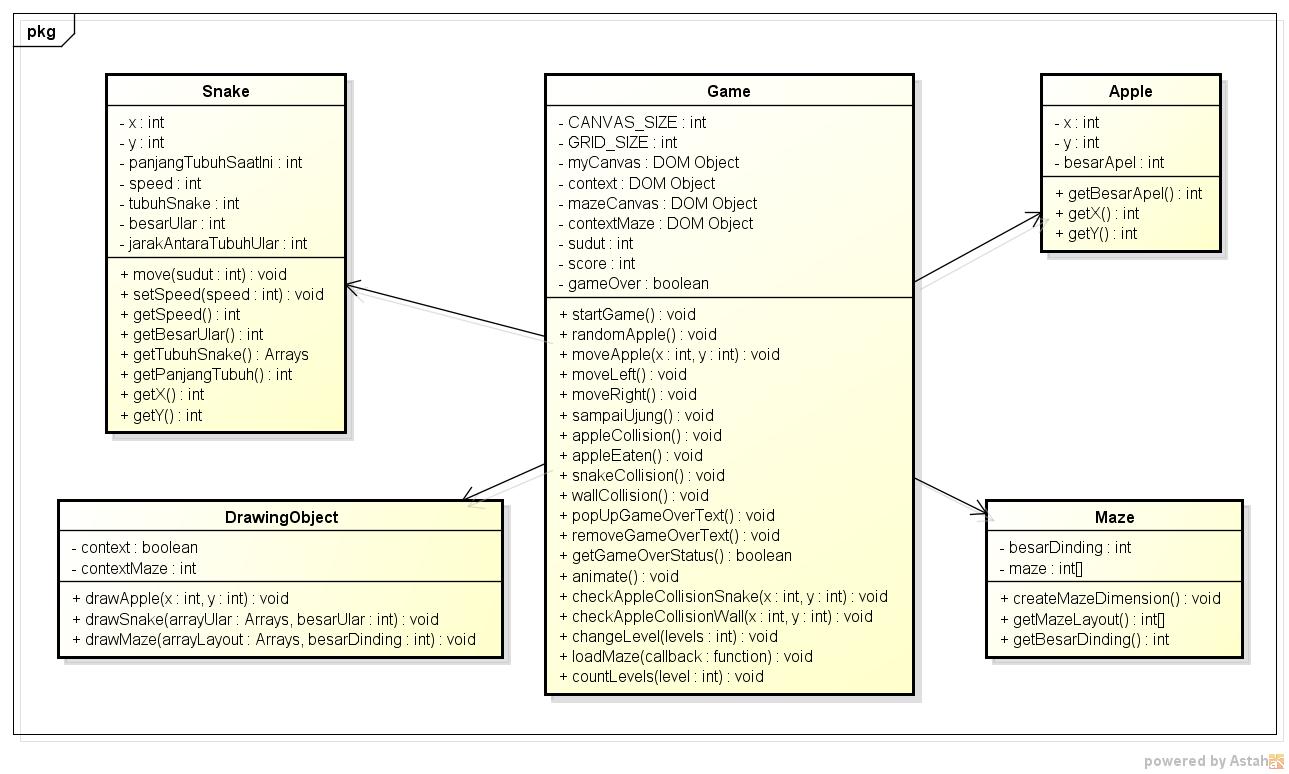 pkg
Snake
- x : int
- y : int
- panjangTubuhSaatIni : int
- speed : int
- tubuhSnake : int
- besarUlar : int
- jarakAntaraTubuhUlar : int
+ move(sudut : int) : void
+ setSpeed(speed : int) : void
+ getSpeed() : int
+ getBesarUlar() : int
+ getTubuhSnake() : Arrays
+ getPanjangTubuh() : int
+ getX() : int
+ getY() : int
Game
- CANVAS_SIZE : int
- GRID_SIZE : int
- myCanvas : DOM Object
- context : DOM Object
- mazeCanvas : DOM Object
- contextMaze : DOM Object
- sudut : int
- score : int
- gameOver : boolean
+ startGame() : void
+ randomApple() : void
+ moveApple(x : int, y : int) : void
+ moveLeft() : void
+ moveRight() : void
+ sampaiUjung() : void
+ appleCollision() : void
+ appleEaten() : void
+ snakeCollision() : void
+ wallCollision() : void
+ popUpGameOverText() : void
+ removeGameOverText() : void
+ getGameOverStatus() : boolean
+ animate() : void
+ checkAppleCollisionSnake(x : int, y : int) : void
+ checkAppleCollisionWall(x : int, y : int) : void
+ changeLevel(levels : int) : void
+ loadMaze(callback : function) : void
+ countLevels(level : int) : void
Apple
- x : int
- y : int
- besarApel : int
+ getBesarApel() : int
+ getX() : int
+ getY() : int
DrawingObject
- context : boolean
- contextMaze : int
+ drawApple(x : int, y : int) : void
+ drawSnake(arrayUlar : Arrays, besarUlar : int) : void
+ drawMaze(arrayLayout : Arrays, besarDinding : int) : void
Maze
- besarDinding : int
- maze : int[]
+ createMazeDimension() : void
+ getMazeLayout() : int[]
+ getBesarDinding() : int
powered by Astah